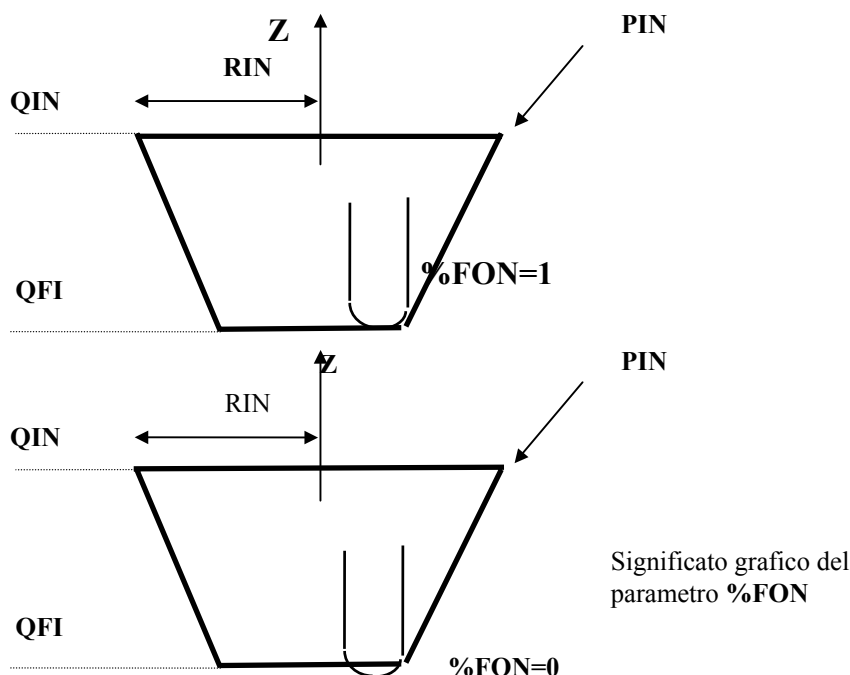 Z
PIN
RIN
QIN
%FON=1
QFI
Z
PIN
RIN
QIN
Significato grafico del
parametro %FON
QFI
%FON=0